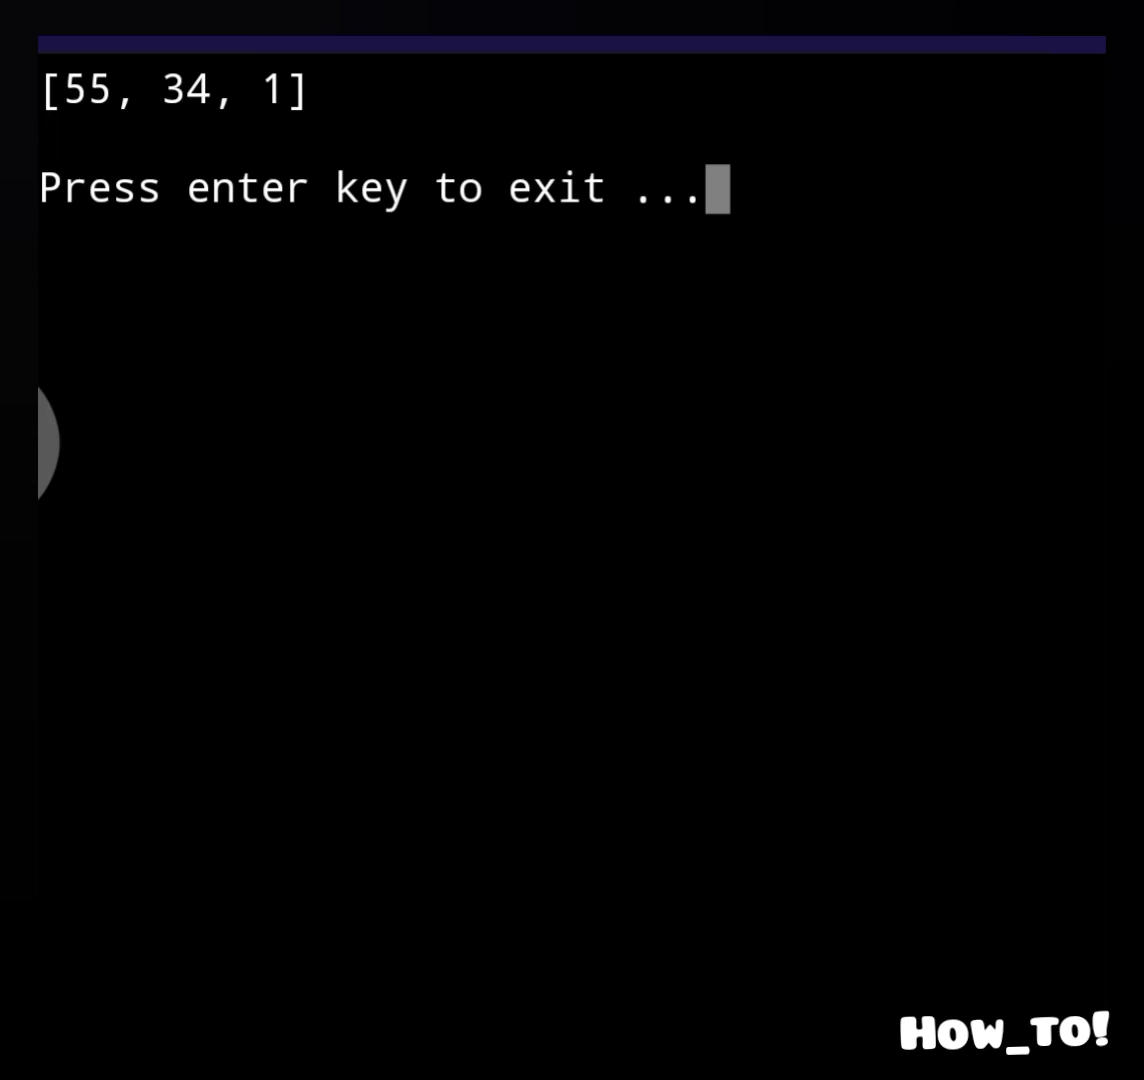 [55, 34, 1]
Press enter key to exit ...
How_To!